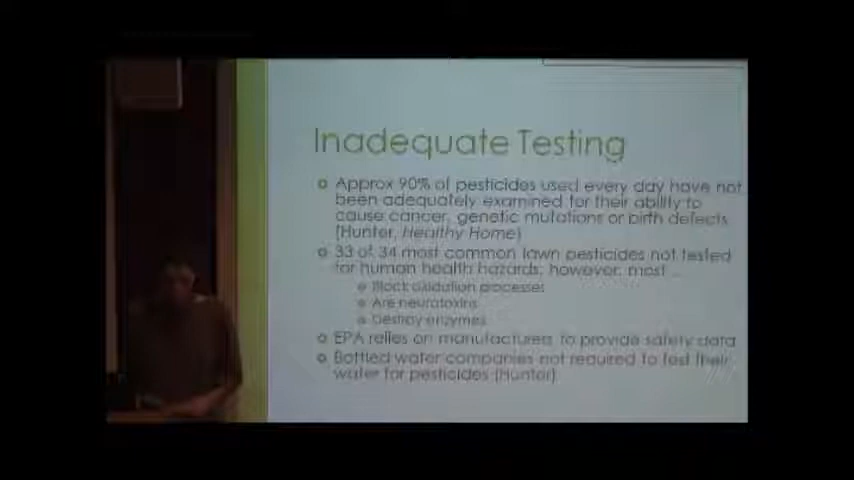 Inadequate Testing
Approx 90% of pesticides used every day have not
been adequately examined for their ability to
cause cancer, genetic mutations or birth defects
(Hunter, Healthy Home)
33 of 34 most common lawn pesticides not tested
for human health hazards; however, most ...
Block oxidation processes
Are neurotoxins
Destroy enzymes
EPA relies on manufacturers to provide safety data
Bottled water companies not required to test their
water for pesticides (Hunter)